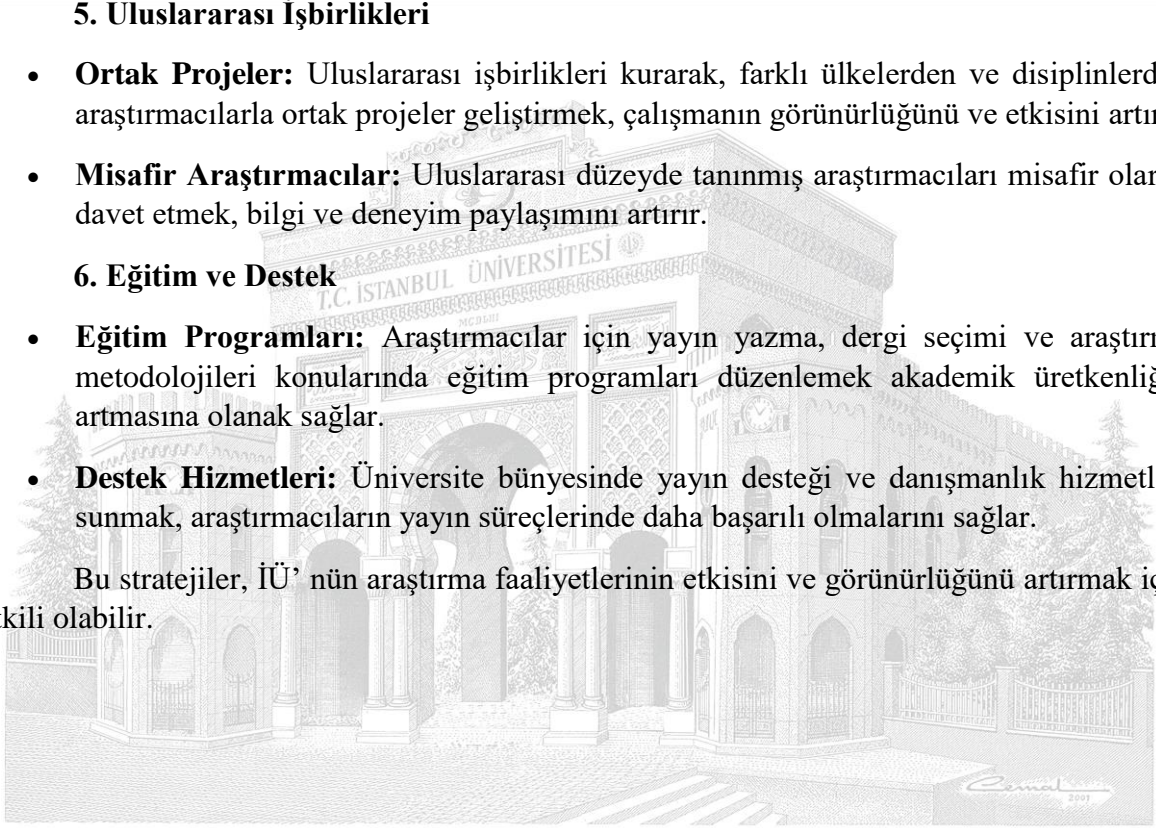 5. Uluslararası İşbirlikleri
• Ortak Projeler: Uluslararası işbirlikleri kurarak, farklı ülkelerden ve disiplinlerd
araştırmacılarla ortak projeler geliştirmek, çalışmanın görünürlüğünü ve etkisini artır
• Misafir Araştırmacılar: Uluslararası düzeyde tanınmış araştırmacıları misafir olar
davet etmek, bilgi ve deneyim paylaşımını artırır.
T.C. İSTANBUL ÜNİVERSİTESİ
6. Eğitim ve Destek
MCDLIII
• Eğitim Programları: Araştırmacılar için yayın yazma, dergi seçimi ve araştırm
metodolojileri konularında eğitim programları düzenlemek akademik üretkenliğ
artmasına olanak sağlar.
• Destek Hizmetleri: Üniversite bünyesinde yayın desteği ve danışmanlık hizmetl
sunmak, araştırmacıların yayın süreçlerinde daha başarılı olmalarını sağlar.
Bu stratejiler, İÜ’ nün araştırma faaliyetlerinin etkisini ve görünürlüğünü artırmak iç
tkili olabilir.
Cemal
2001